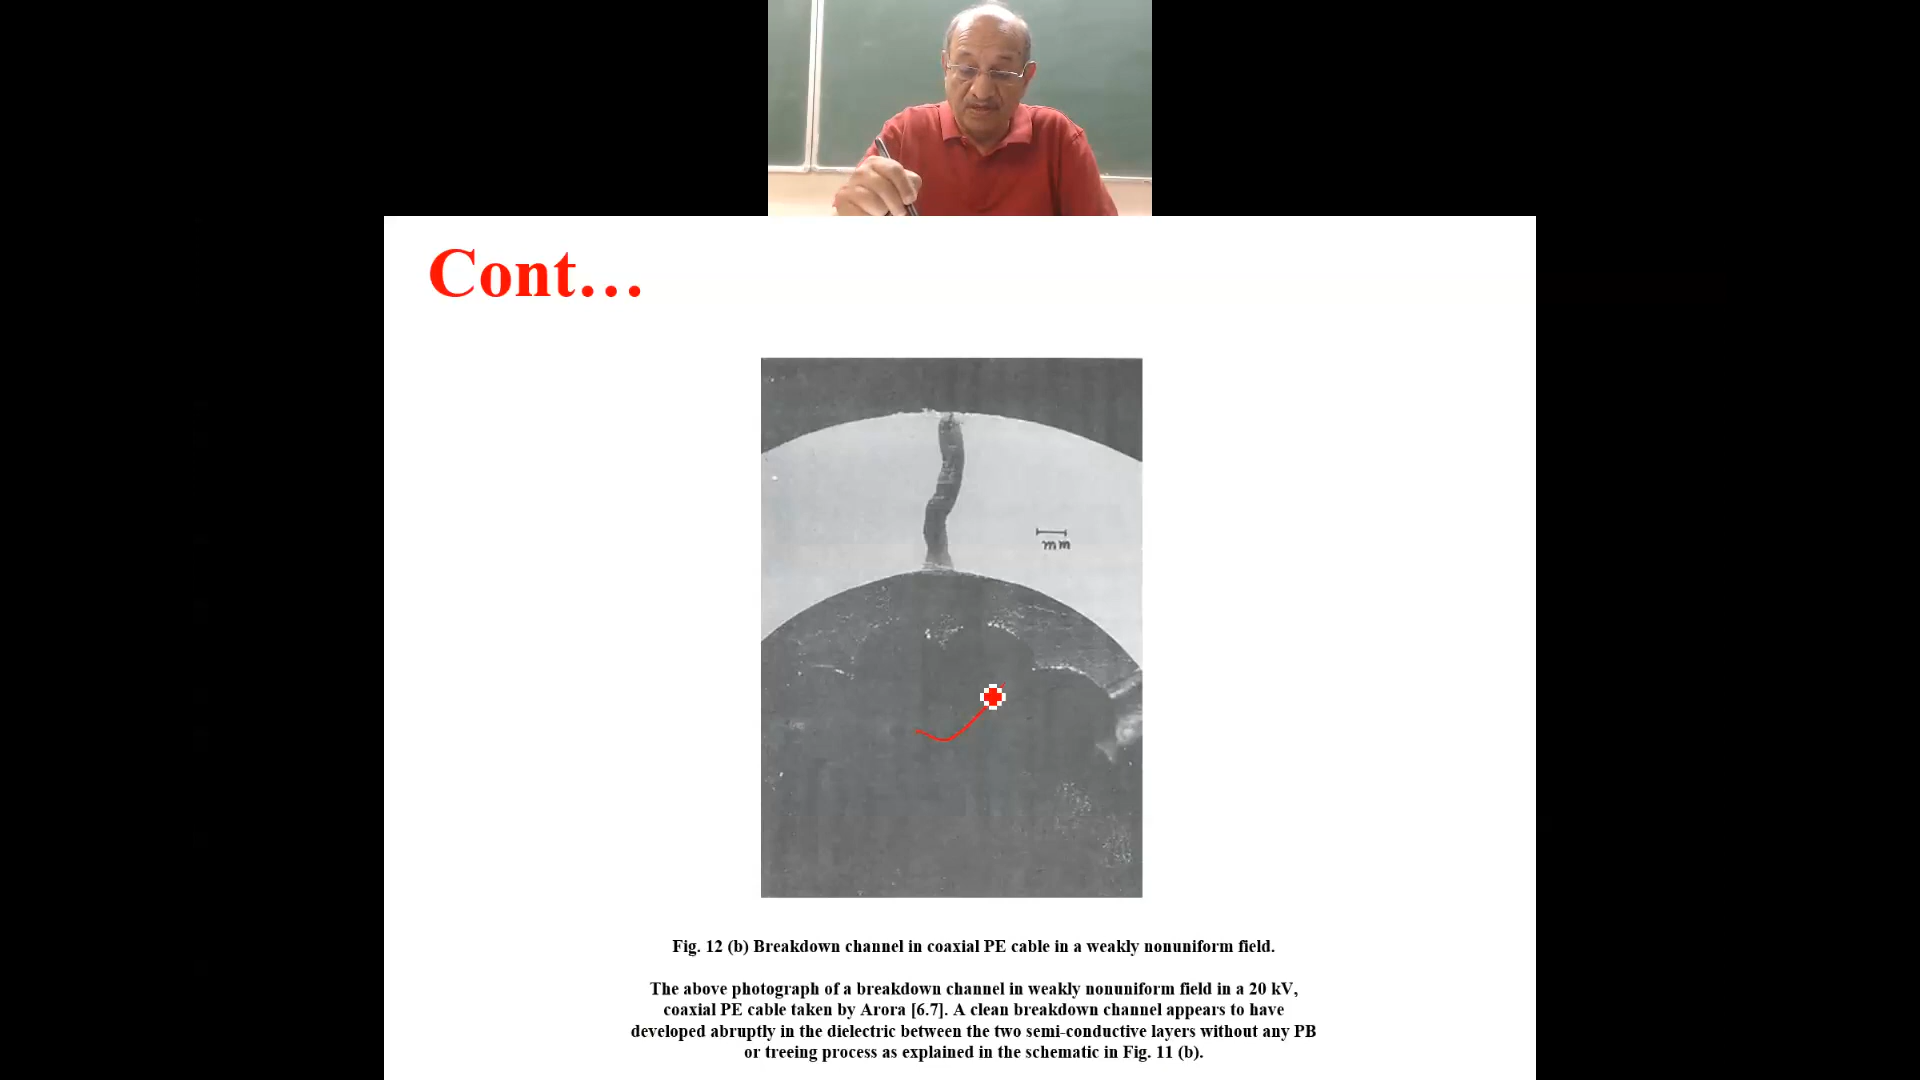 Cont…
mm
Fig. 12 (b) Breakdown channel in coaxial PE cable in a weakly nonuniform field.
The above photograph of a breakdown channel in weakly nonuniform field in a 20 kV,
coaxial PE cable taken by Arora [6.7]. A clean breakdown channel appears to have
developed abruptly in the dielectric between the two semi-conductive layers without any PB
or treeing process as explained in the schematic in Fig. 11 (b).